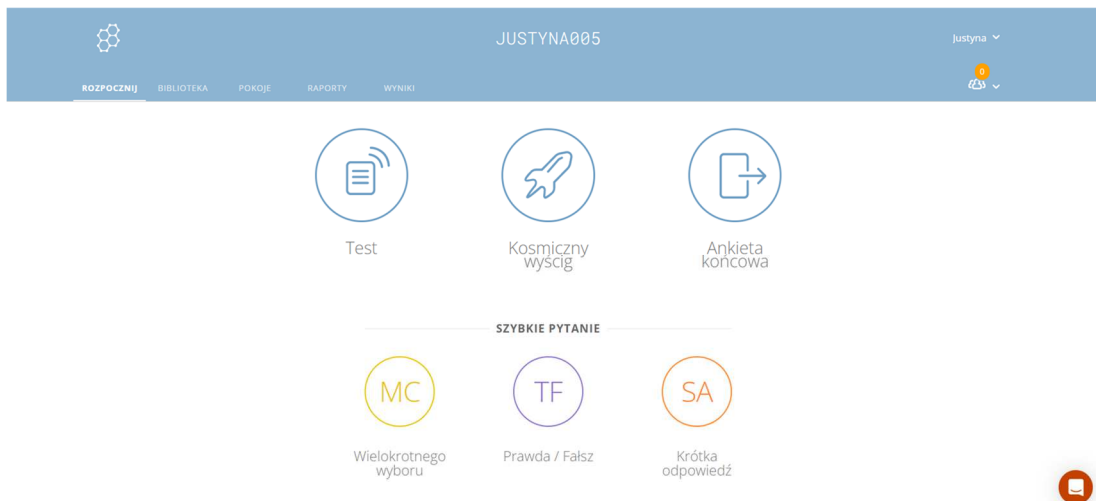 JUSTYNA005
Justyna
0
ROZPOCZNIJ BIBLIOTEKA POKOJE RAPORTY WYNIKI
Test
Kosmiczny
wyścig
Ankieta
końcowa
SZYBKIE PYTANIE
MC
TF
SA
Wielokrotnego
wyboru
Prawda / Fałsz
Krótka
odpowiedź